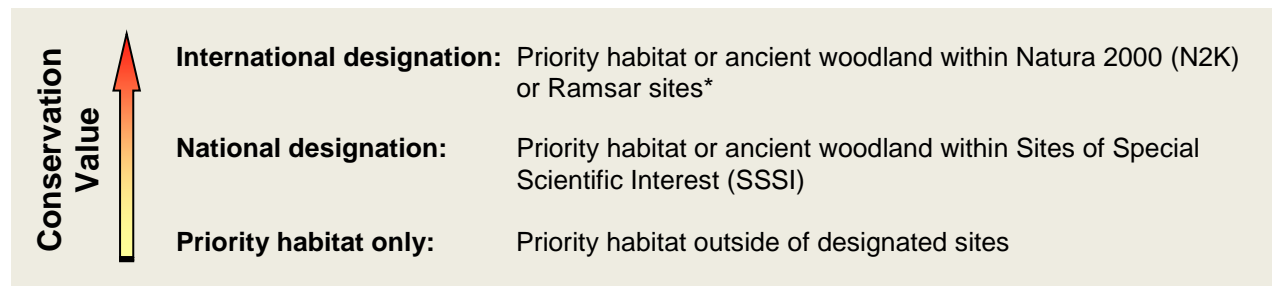 Conservation
Value
International designation: Priority habitat or ancient woodland within Natura 2000 (N2K)
or Ramsar sites*
National designation: Priority habitat or ancient woodland within Sites of Special
Scientific Interest (SSSI)
Priority habitat only: Priority habitat outside of designated sites